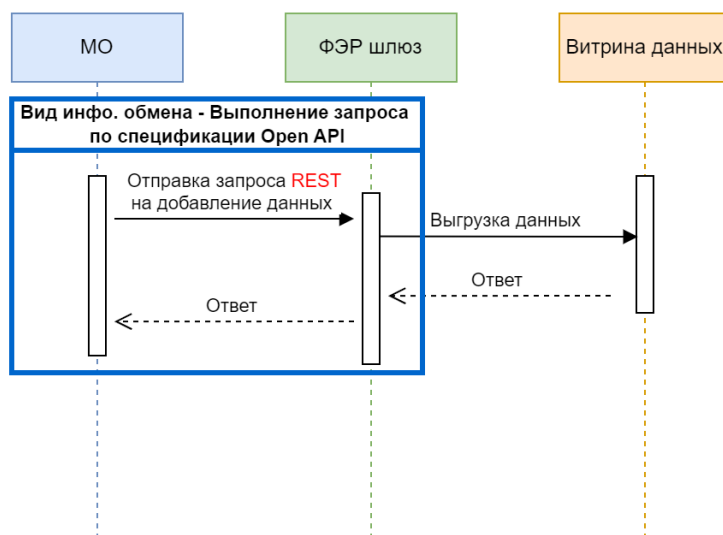 МО
ФЭР шлюз
Витрина данных
Вид инфо. обмена - Выполнение запроса
по спецификации Open API
Отправка запроса REST
на добавление данных
Выгрузка данных
Ответ
Ответ